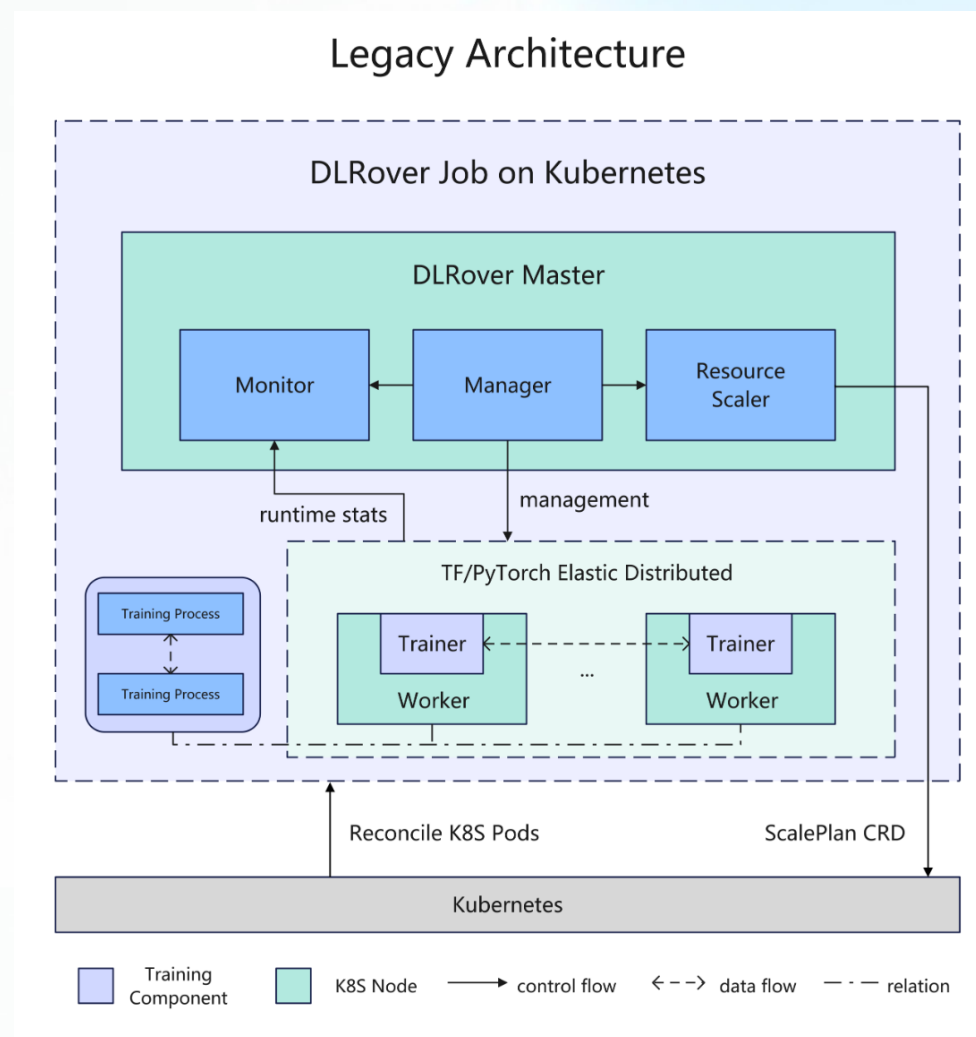 Legacy Architecture
DLRover Job on Kubernetes
DLRover Master
Monitor
Manager
Resource
Scaler
runtime stats
management
TF/PyTorch Elastic Distributed
Training Process
Training Process
Trainer
Trainer
...
Worker
Worker
Reconcile K8S Pods
ScalePlan CRD
Kubernetes
Training
Component
K8S Node
control flow
data flow
relation